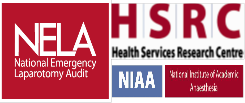 NELA
National Emergency
Laparotomy Audit
HSRC
Health Services Research Centre
NIAA
National Institute of Academic
Anaesthesia